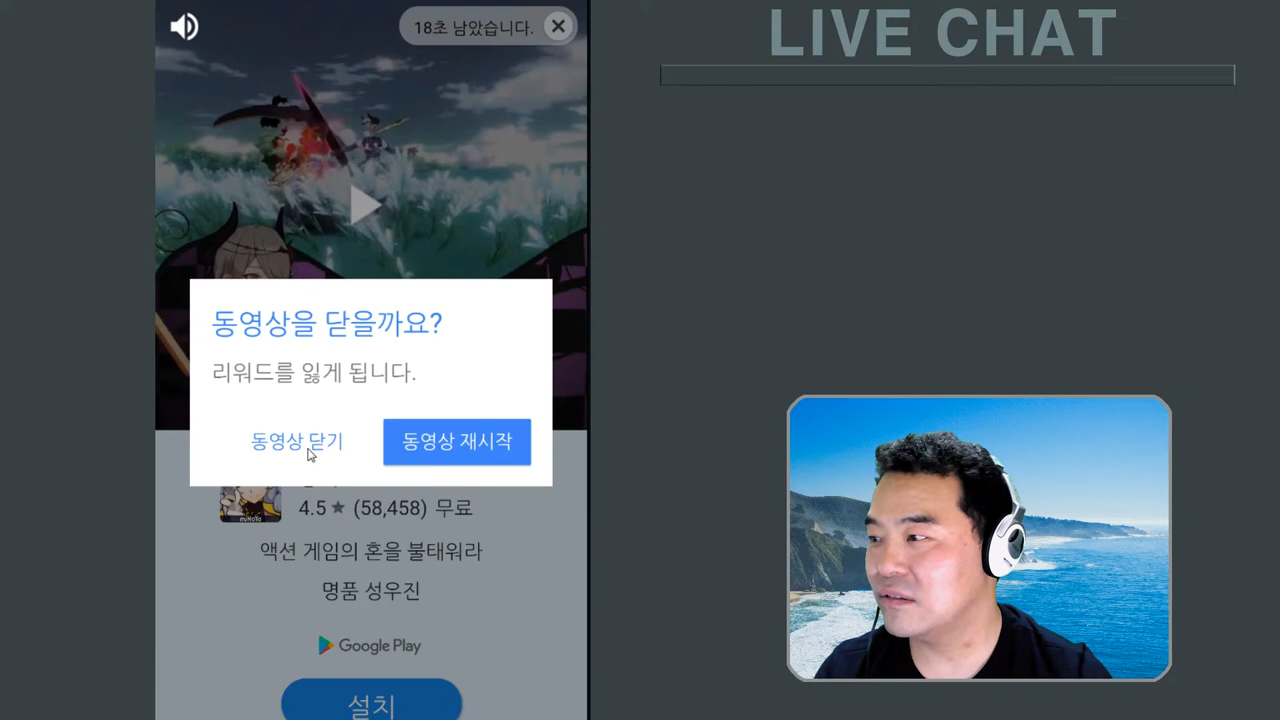 18초 남았습니다.
LIVE CHAT
동영상을 닫을까요?
리워드를 잃게 됩니다.
동영상 닫기
동영상 재시작
miHoYo
4.5 ★ (58,458) 무료
액션 게임의 혼을 불태워라
명품 성우진
Google Play
설치